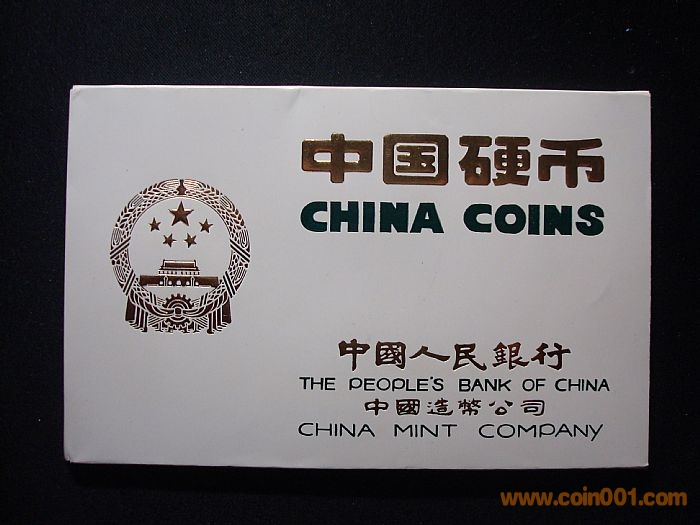 中国硬币
CHINA COINS
中國人民銀行
THE PEOPLE'S BANK OF CHINA
中國造幣公司
CHINA MINT COMPANY
www.coin001.com